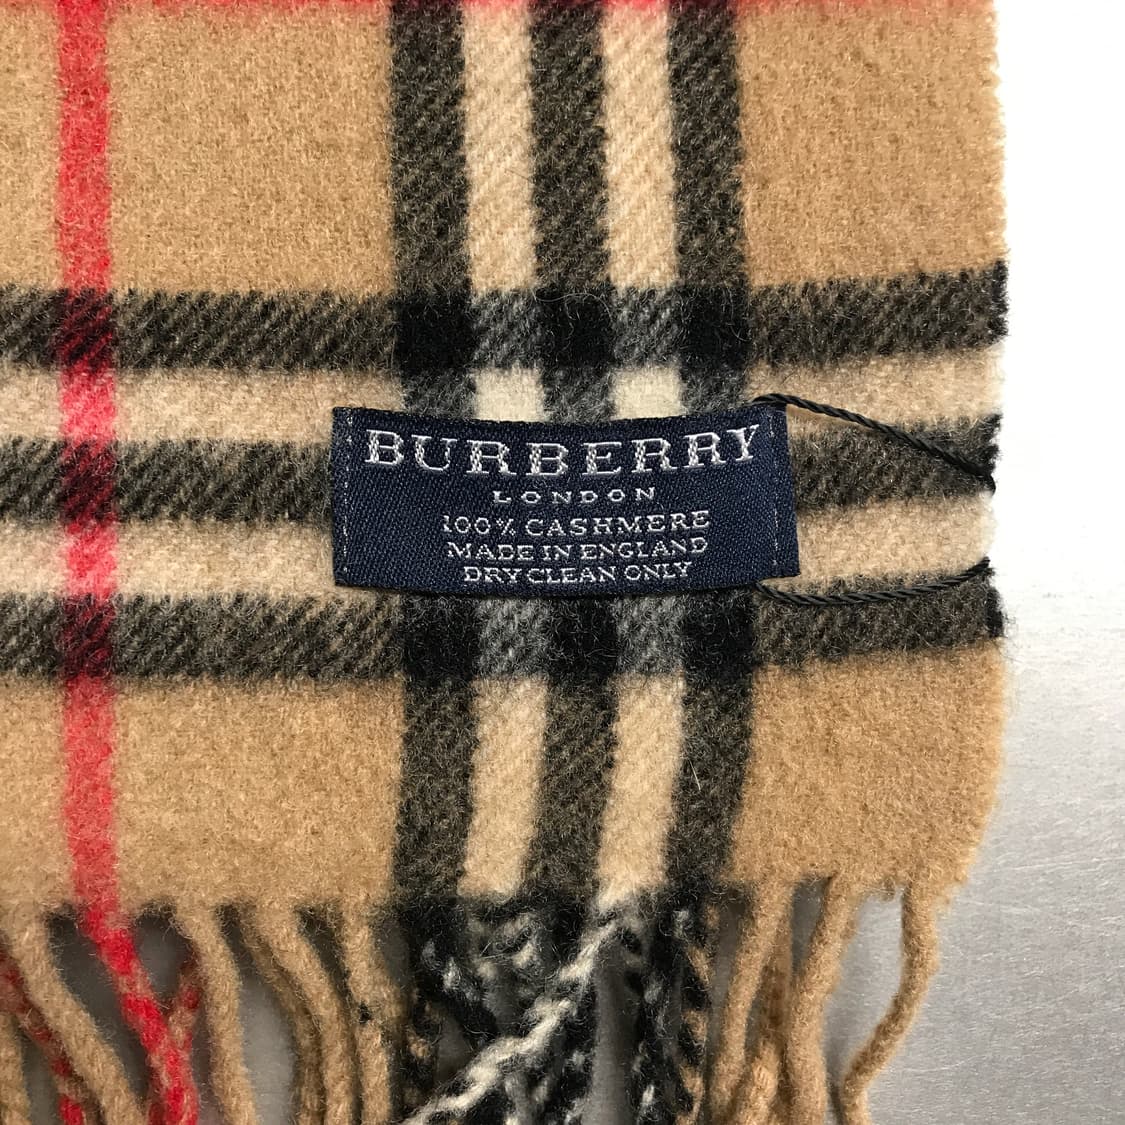 BURBERRY
LONDON
100% CASHMERE
MADE IN ENGLAND
DRY CLEAN ONLY